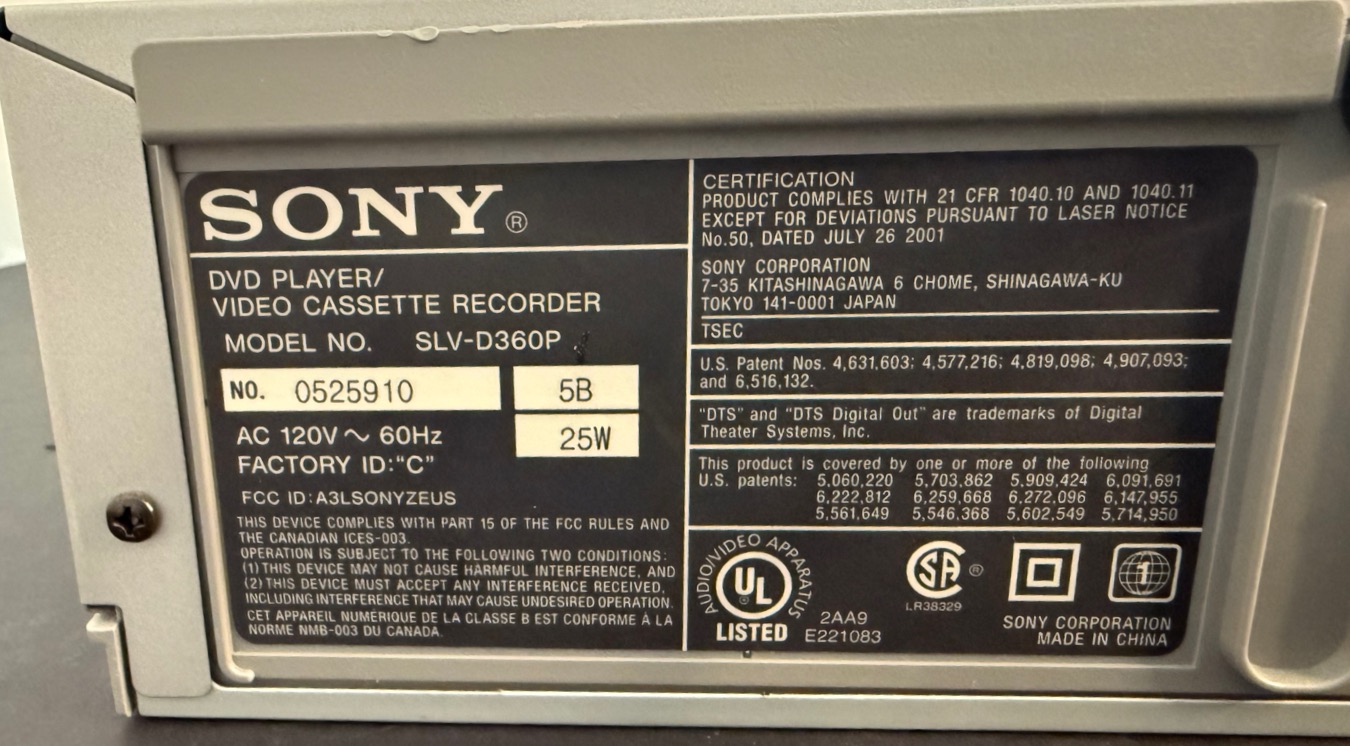 SONY®
DVD PLAYER/
VIDEO CASSETTE RECORDER
MODEL NO. SLV-D360P
NO. 0525910 5B
AC 120V ~ 60Hz 25W
FACTORY ID:“C”
FCC ID:A3LSONYZEUS
THIS DEVICE COMPLIES WITH PART 15 OF THE FCC RULES AND
THE CANADIAN ICES-003.
OPERATION IS SUBJECT TO THE FOLLOWING TWO CONDITIONS:
(1) THIS DEVICE MAY NOT CAUSE HARMFUL INTERFERENCE, AND
(2) THIS DEVICE MUST ACCEPT ANY INTERFERENCE RECEIVED,
INCLUDING INTERFERENCE THAT MAY CAUSE UNDESIRED OPERATION.
CET APPAREIL NUMÉRIQUE DE LA CLASSE B EST CONFORME À LA
NORME NMB-003 DU CANADA.
CERTIFICATION
PRODUCT COMPLIES WITH 21 CFR 1040.10 AND 1040.11
EXCEPT FOR DEVIATIONS PURSUANT TO LASER NOTICE
No.50, DATED JULY 26 2001
SONY CORPORATION
7-35 KITASHINAGAWA 6 CHOME, SHINAGAWA-KU
TOKYO 141-0001 JAPAN
TSEC
U.S. Patent Nos. 4,631,603; 4,577,216; 4,819,098; 4,907,093;
and 6,516,132.
“DTS” and “DTS Digital Out” are trademarks of Digital
Theater Systems, Inc.
This product is covered by one or more of the following
U.S. patents: 5,060,220 5,703,862 5,909,424 6,091,691
6,222,812 6,259,668 6,272,096 6,147,955
5,561,649 5,546,368 5,602,549 5,714,950
AUDIO/VIDEO APPARATUS
UL
LISTED
2AA9
E221083
SA®
LR38329
1
SONY CORPORATION
MADE IN CHINA